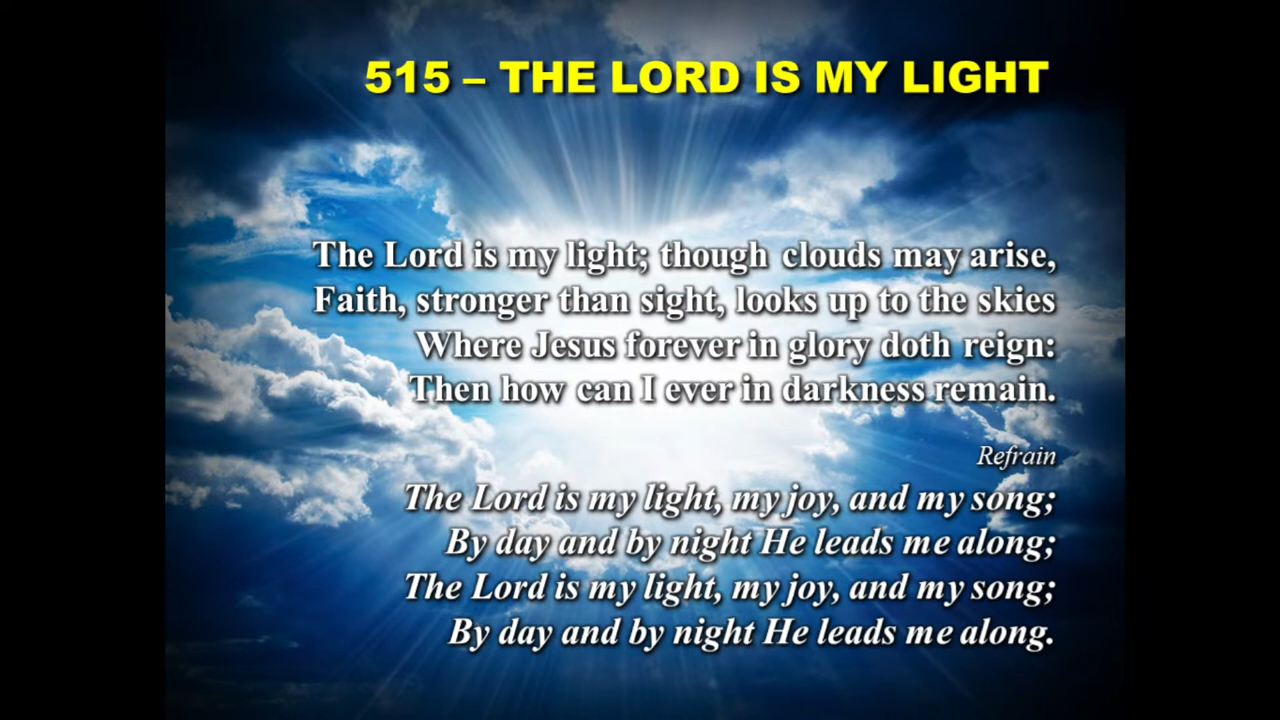 515 – THE LORD IS MY LIGHT
The Lord is my light; though clouds may arise,
Faith, stronger than sight, looks up to the skies
Where Jesus forever in glory doth reign:
Then how can I ever in darkness remain.
Refrain
The Lord is my light, my joy, and my song;
By day and by night He leads me along;
The Lord is my light, my joy, and my song;
By day and by night He leads me along.